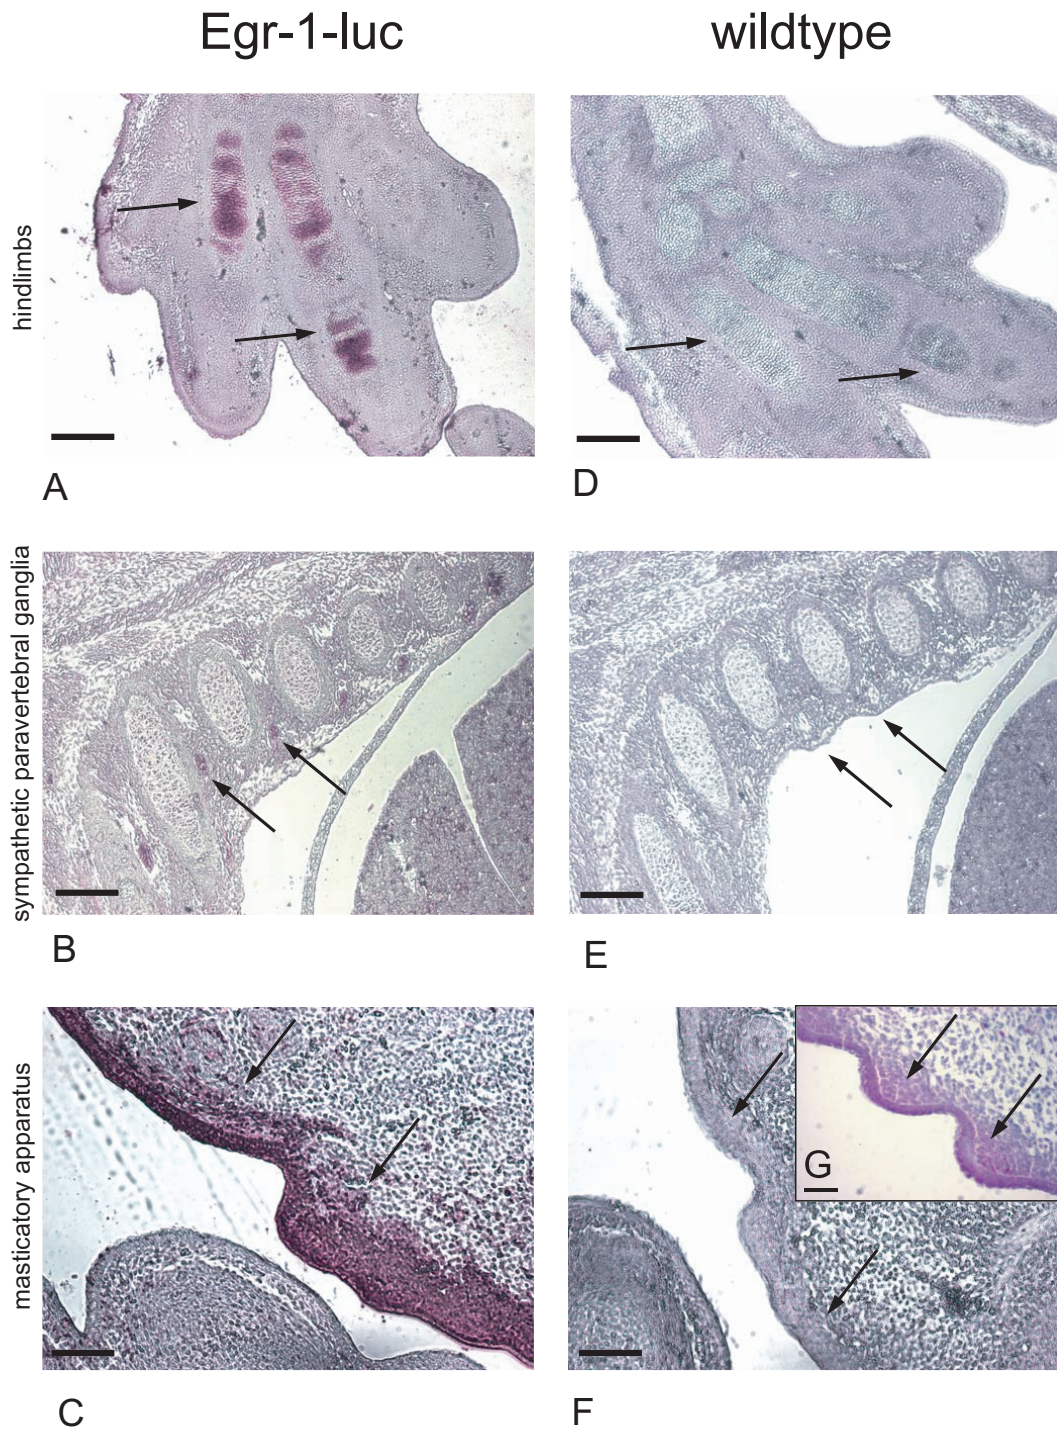 Egr-1-luc
wildtype
hindlimbs
A
D
sympathetic paravertebral ganglia
B
E
masticatory apparatus
G
C
F